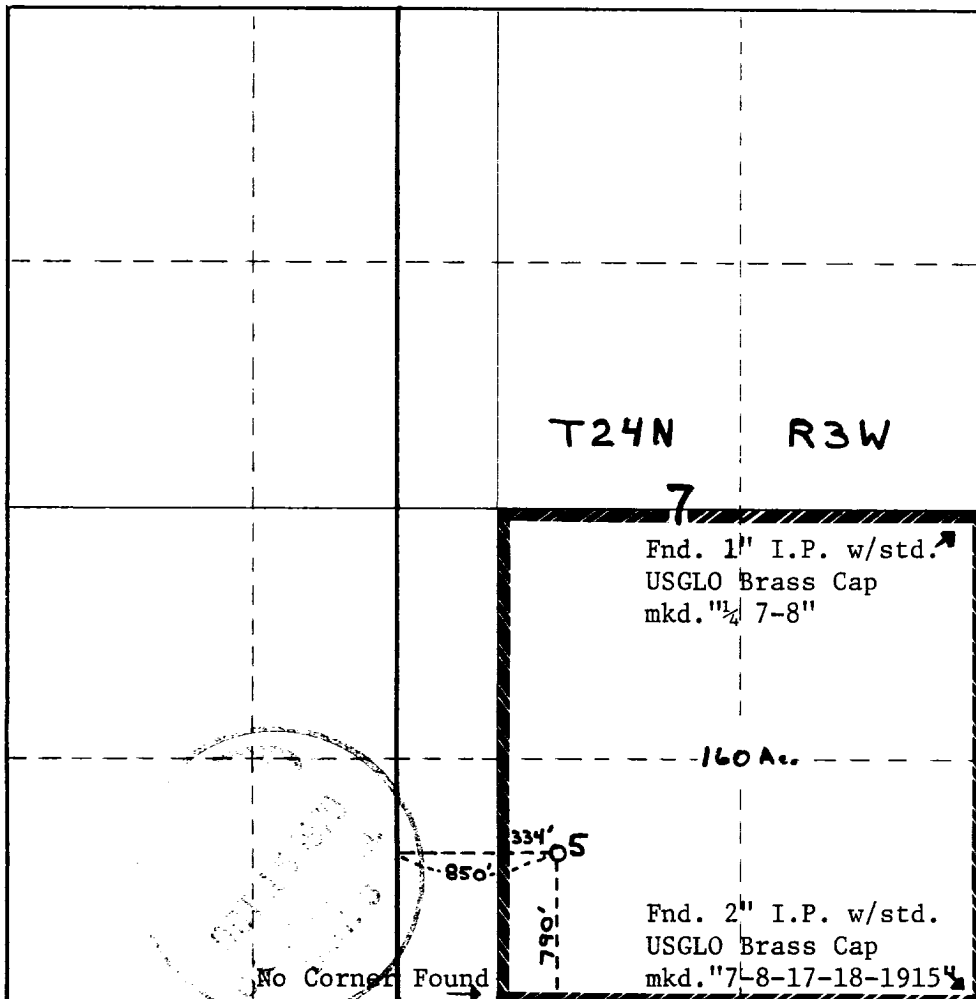 T24N R3W
7
Fnd. 1" I.P. w/std.
USGLO Brass Cap
mkd."¼ 7-8"
160 Ac.
334'
5
850'
790'
Fnd. 2" I.P. w/std.
USGLO Brass Cap
mkd."7-8-17-18-1915"
No Corner Found